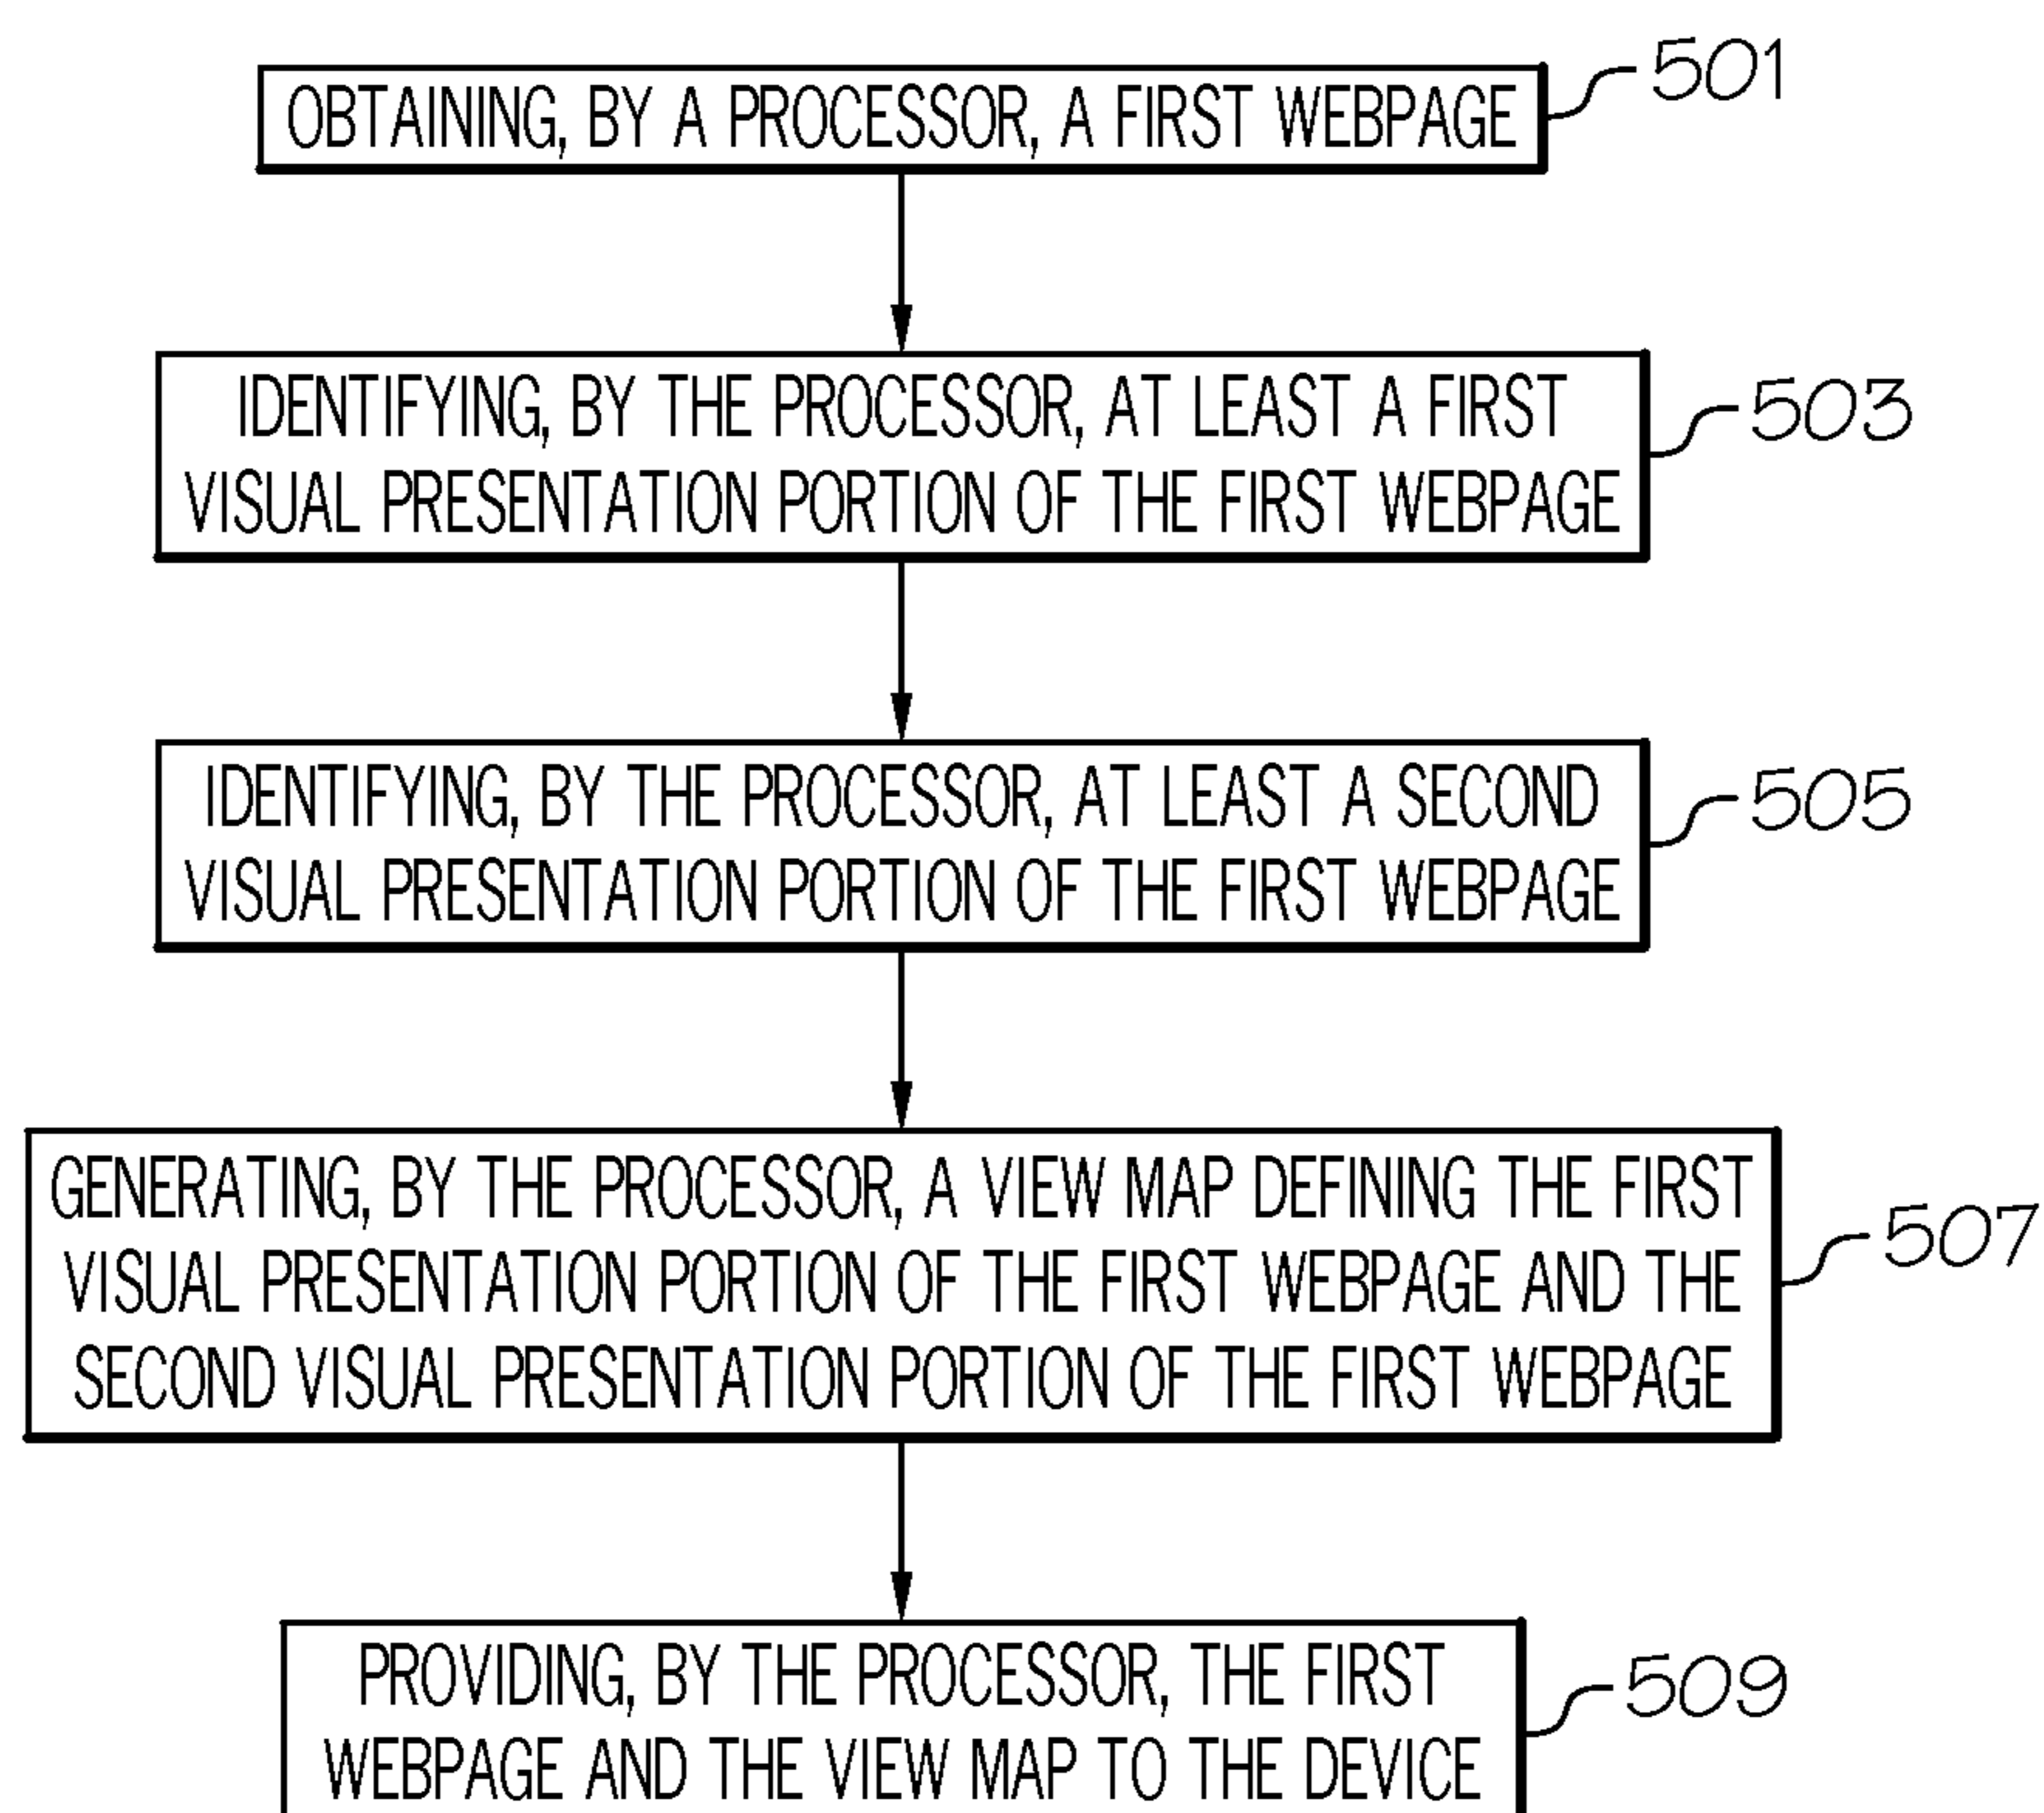 OBTAINING, BY A PROCESSOR, A FIRST WEBPAGE
501
IDENTIFYING, BY THE PROCESSOR, AT LEAST A FIRST
VISUAL PRESENTATION PORTION OF THE FIRST WEBPAGE
503
IDENTIFYING, BY THE PROCESSOR, AT LEAST A SECOND
VISUAL PRESENTATION PORTION OF THE FIRST WEBPAGE
505
GENERATING, BY THE PROCESSOR, A VIEW MAP DEFINING THE FIRST
VISUAL PRESENTATION PORTION OF THE FIRST WEBPAGE AND THE
SECOND VISUAL PRESENTATION PORTION OF THE FIRST WEBPAGE
507
PROVIDING, BY THE PROCESSOR, THE FIRST
WEBPAGE AND THE VIEW MAP TO THE DEVICE
509